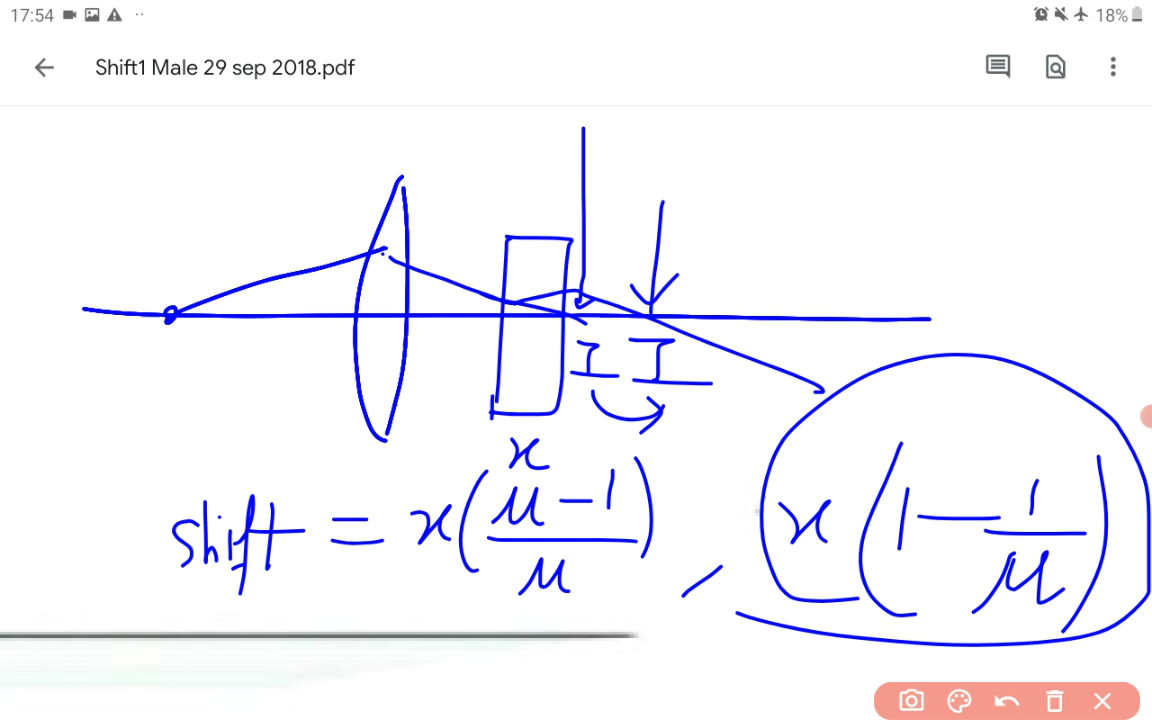 17:54 18%
Shift1 Male 29 sep 2018.pdf
I I
x
shift = x(μ-1/μ), x(1-1/μ)